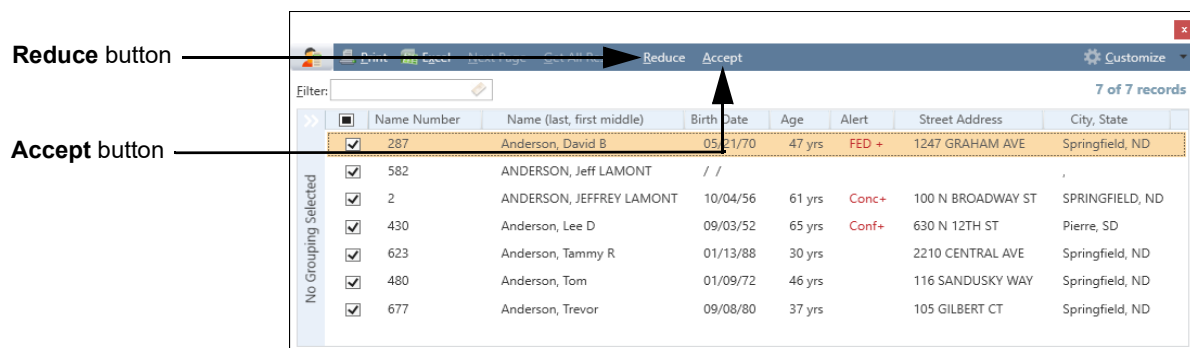 x
Reduce button
Print Excel Next Page Get All Re Reduce Accept Customize
Filter: 7 of 7 records
Name Number Name (last, first middle) Birth Date Age Alert Street Address City, State
Accept button
287 Anderson, David B 05/21/70 47 yrs FED + 1247 GRAHAM AVE Springfield, ND
582 ANDERSON, Jeff LAMONT / / ,
2 ANDERSON, JEFFREY LAMONT 10/04/56 61 yrs Conc+ 100 N BROADWAY ST SPRINGFIELD, ND
430 Anderson, Lee D 09/03/52 65 yrs Conf+ 630 N 12TH ST Pierre, SD
623 Anderson, Tammy R 01/13/88 30 yrs 2210 CENTRAL AVE Springfield, ND
480 Anderson, Tom 01/09/72 46 yrs 116 SANDUSKY WAY Springfield, ND
677 Anderson, Trevor 09/08/80 37 yrs 105 GILBERT CT Springfield, ND
No Grouping Selected